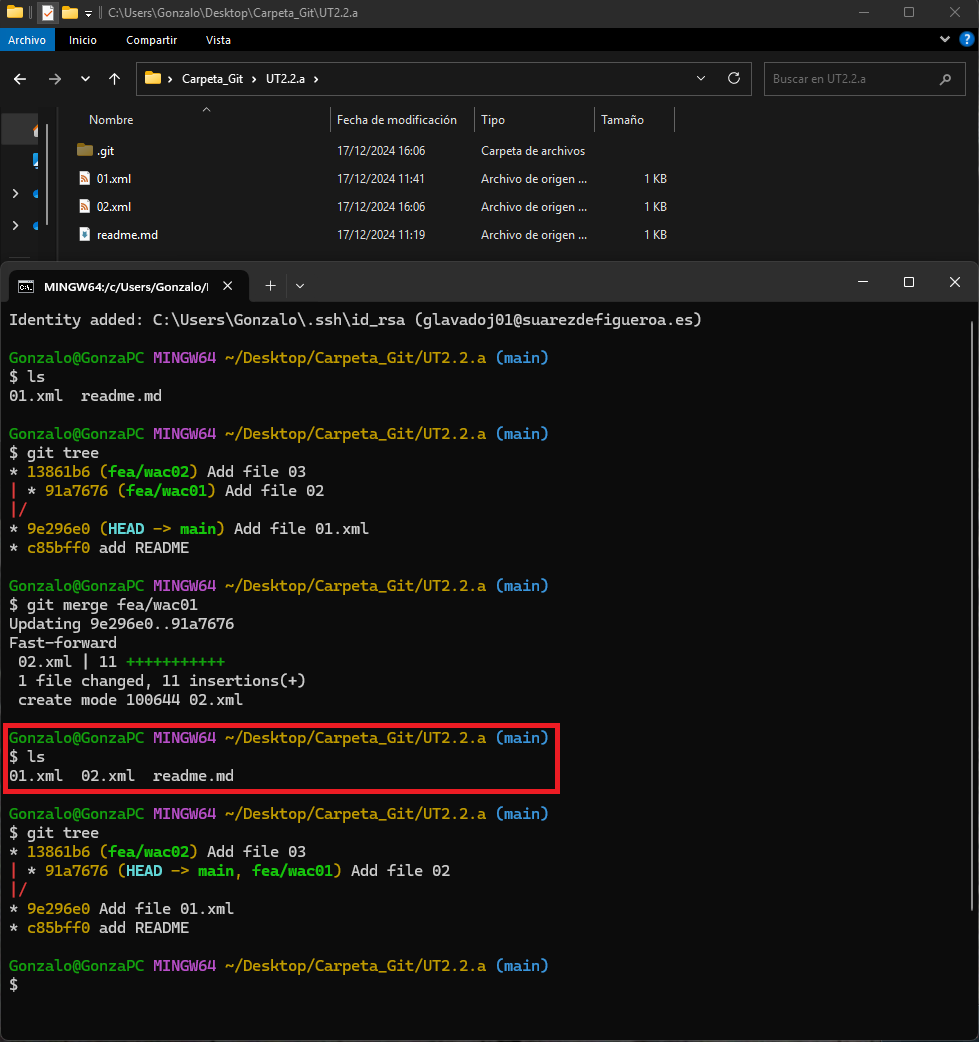 C:\Users\Gonzalo\Desktop\Carpeta_Git\UT2.2.a
Archivo Inicio Compartir Vista
Carpeta_Git UT2.2.a Buscar en UT2.2.a
Nombre Fecha de modificación Tipo Tamaño
.git 17/12/2024 16:06 Carpeta de archivos
01.xml 17/12/2024 11:41 Archivo de origen ... 1 KB
02.xml 17/12/2024 16:06 Archivo de origen ... 1 KB
readme.md 17/12/2024 11:19 Archivo de origen ... 1 KB
MINGW64:/c/Users/Gonzalo/
Identity added: C:\Users\Gonzalo\.ssh\id_rsa (glavadoj01@suarezdefigueroa.es)
Gonzalo@GonzaPC MINGW64 ~/Desktop/Carpeta_Git/UT2.2.a (main)
$ ls
01.xml  readme.md
Gonzalo@GonzaPC MINGW64 ~/Desktop/Carpeta_Git/UT2.2.a (main)
$ git tree
* 13861b6 (fea/wac02) Add file 03
| * 91a7676 (fea/wac01) Add file 02
|/
* 9e296e0 (HEAD -> main) Add file 01.xml
* c85bff0 add README
Gonzalo@GonzaPC MINGW64 ~/Desktop/Carpeta_Git/UT2.2.a (main)
$ git merge fea/wac01
Updating 9e296e0..91a7676
Fast-forward
 02.xml | 11 +++++++++++
 1 file changed, 11 insertions(+)
 create mode 100644 02.xml
Gonzalo@GonzaPC MINGW64 ~/Desktop/Carpeta_Git/UT2.2.a (main)
$ ls
01.xml  02.xml  readme.md
Gonzalo@GonzaPC MINGW64 ~/Desktop/Carpeta_Git/UT2.2.a (main)
$ git tree
* 13861b6 (fea/wac02) Add file 03
| * 91a7676 (HEAD -> main, fea/wac01) Add file 02
|/
* 9e296e0 Add file 01.xml
* c85bff0 add README
Gonzalo@GonzaPC MINGW64 ~/Desktop/Carpeta_Git/UT2.2.a (main)
$